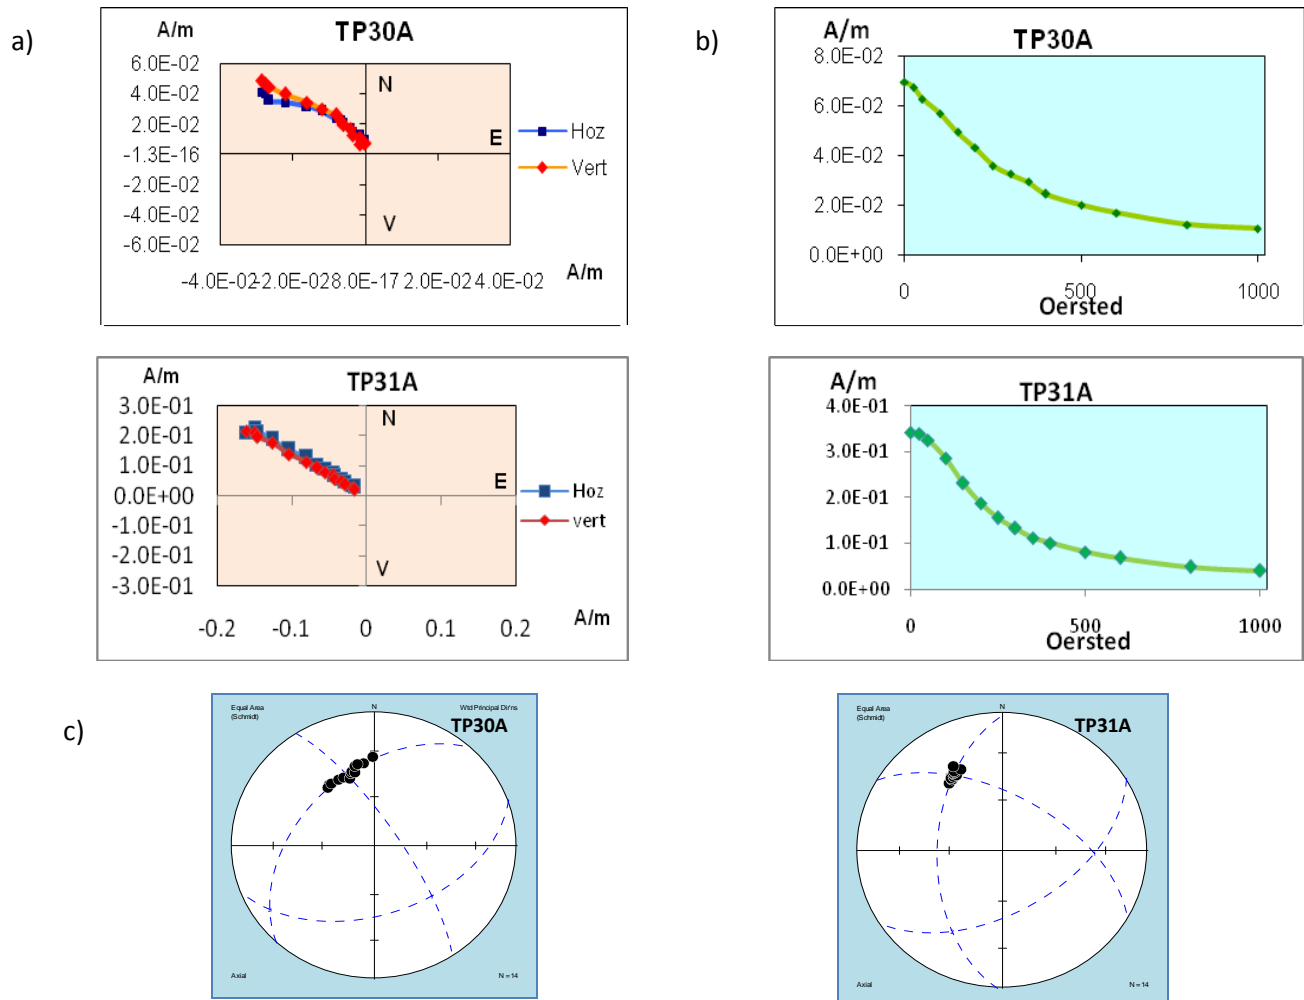 a)
A/m
TP30A
6.0E-02
4.0E-02
2.0E-02
-1.3E-16
-2.0E-02
-4.0E-02
-6.0E-02
N
E
V
Hoz
Vert
-4.0E-02 -2.0E-02 8.0E-17 2.0E-02 4.0E-02
A/m
b)
A/m
TP30A
8.0E-02
6.0E-02
4.0E-02
2.0E-02
0.0E+00
0 500 1000
Oersted
A/m
TP31A
3.0E-01
2.0E-01
1.0E-01
0.0E+00
-1.0E-01
-2.0E-01
-3.0E-01
N
E
V
Hoz
vert
-0.2 -0.1 0 0.1 0.2
A/m
A/m
TP31A
4.0E-01
3.0E-01
2.0E-01
1.0E-01
0.0E+00
0 500 1000
Oersted
c)
Equal Area
(Schmidt)
N
Wtd Principal Dir'ns
TP30A
Axial
N = 14
Equal Area
(Schmidt)
N
TP31A
Axial
N = 14